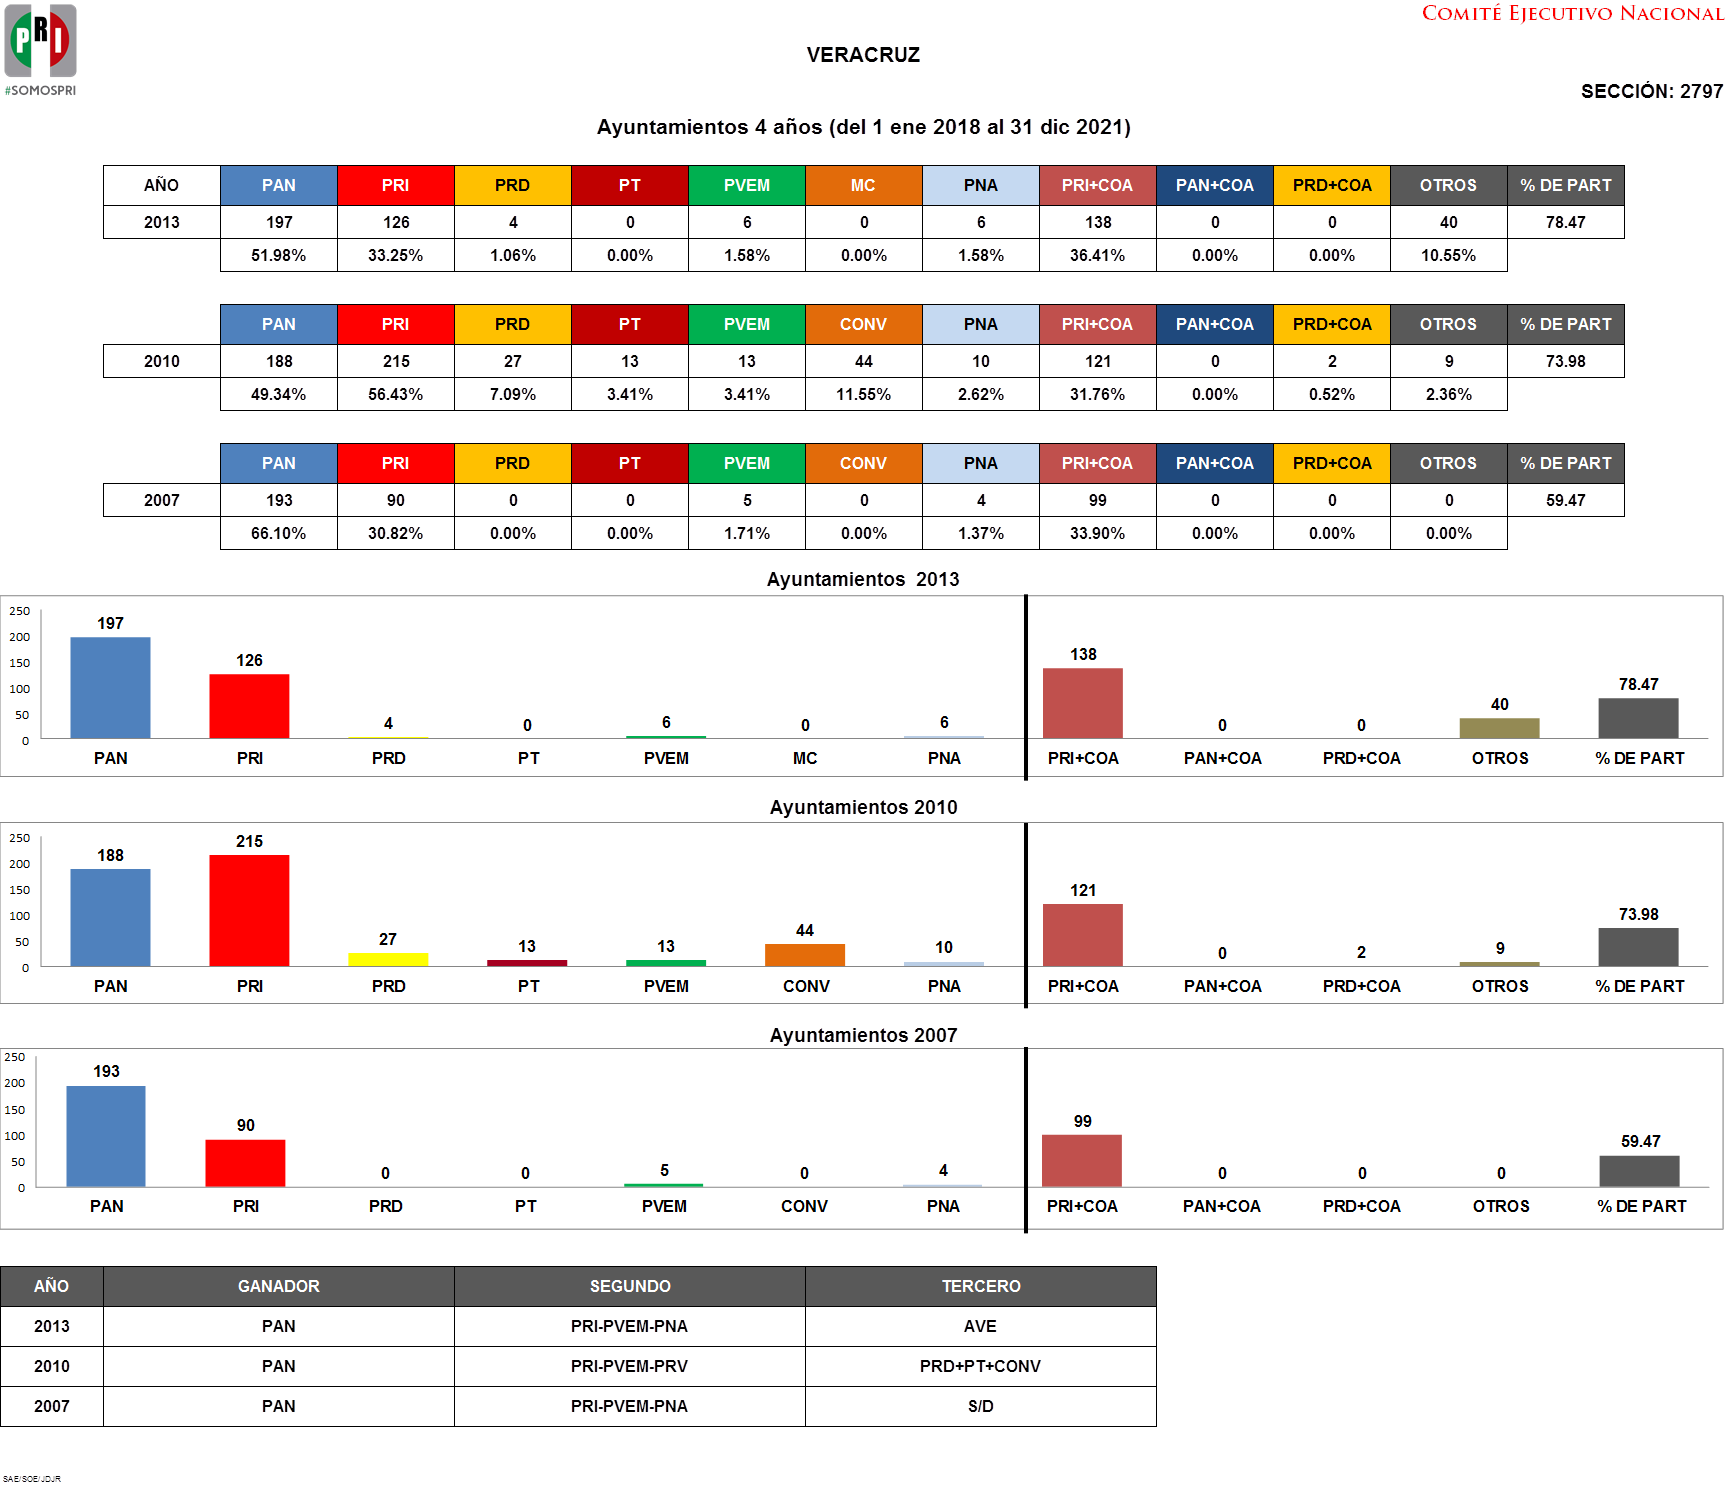 COMITÉ EJECUTIVO NACIONAL
PRI
#SOMOSPRI
VERACRUZ
SECCIÓN: 2797
Ayuntamientos 4 años (del 1 ene 2018 al 31 dic 2021)
AÑO PAN PRI PRD PT PVEM MC PNA PRI+COA PAN+COA PRD+COA OTROS % DE PART
2013 197 126 4 0 6 0 6 138 0 0 40 78.47
51.98% 33.25% 1.06% 0.00% 1.58% 0.00% 1.58% 36.41% 0.00% 0.00% 10.55%
PAN PRI PRD PT PVEM CONV PNA PRI+COA PAN+COA PRD+COA OTROS % DE PART
2010 188 215 27 13 13 44 10 121 0 2 9 73.98
49.34% 56.43% 7.09% 3.41% 3.41% 11.55% 2.62% 31.76% 0.00% 0.52% 2.36%
PAN PRI PRD PT PVEM CONV PNA PRI+COA PAN+COA PRD+COA OTROS % DE PART
2007 193 90 0 0 5 0 4 99 0 0 0 59.47
66.10% 30.82% 0.00% 0.00% 1.71% 0.00% 1.37% 33.90% 0.00% 0.00% 0.00%
Ayuntamientos 2013
250
200
150
100
50
0
197 126 4 0 6 0 6 138 0 0 40 78.47
PAN PRI PRD PT PVEM MC PNA PRI+COA PAN+COA PRD+COA OTROS % DE PART
Ayuntamientos 2010
250
200
150
100
50
0
188 215 27 13 13 44 10 121 0 2 9 73.98
PAN PRI PRD PT PVEM CONV PNA PRI+COA PAN+COA PRD+COA OTROS % DE PART
Ayuntamientos 2007
250
200
150
100
50
0
193 90 0 0 5 0 4 99 0 0 0 59.47
PAN PRI PRD PT PVEM CONV PNA PRI+COA PAN+COA PRD+COA OTROS % DE PART
AÑO GANADOR SEGUNDO TERCERO
2013 PAN PRI-PVEM-PNA AVE
2010 PAN PRI-PVEM-PRV PRD+PT+CONV
2007 PAN PRI-PVEM-PNA S/D
SAE/SOE/JDJR